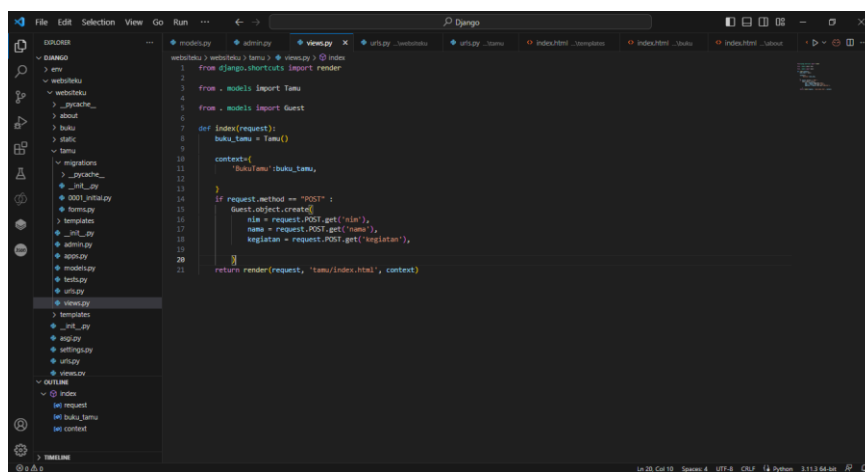 File Edit Selection View Go Run ··· Django
EXPLORER ···
models.py admin.py views.py urls.py ...\websiteku urls.py ...\tamu index.html ...\templates index.html ...\buku index.html ...\about
DJANGO
env
websiteku
websiteku
__pycache__
about
buku
static
tamu
migrations
__pycache__
__init__.py
0001_initial.py
forms.py
templates
__init__.py
admin.py
apps.py
models.py
tests.py
urls.py
views.py
templates
__init__.py
asgi.py
settings.py
urls.py
views.py
OUTLINE
index
request
buku_tamu
context
TIMELINE
websiteku > websiteku > tamu > views.py > index
1 from django.shortcuts import render
2
3 from . models import Tamu
4
5 from . models import Guest
6
7 def index(request):
8 buku_tamu = Tamu()
9
10 context={
11 'BukuTamu':buku_tamu,
12
13 }
14 if request.method == "POST" :
15 Guest.object.create(
16 nim = request.POST.get('nim'),
17 nama = request.POST.get('nama'),
18 kegiatan = request.POST.get('kegiatan'),
19
20 )
21 return render(request, 'tamu/index.html', context)
0 0 Ln 20, Col 10 Spaces: 4 UTF-8 CRLF Python 3.11.3 64-bit